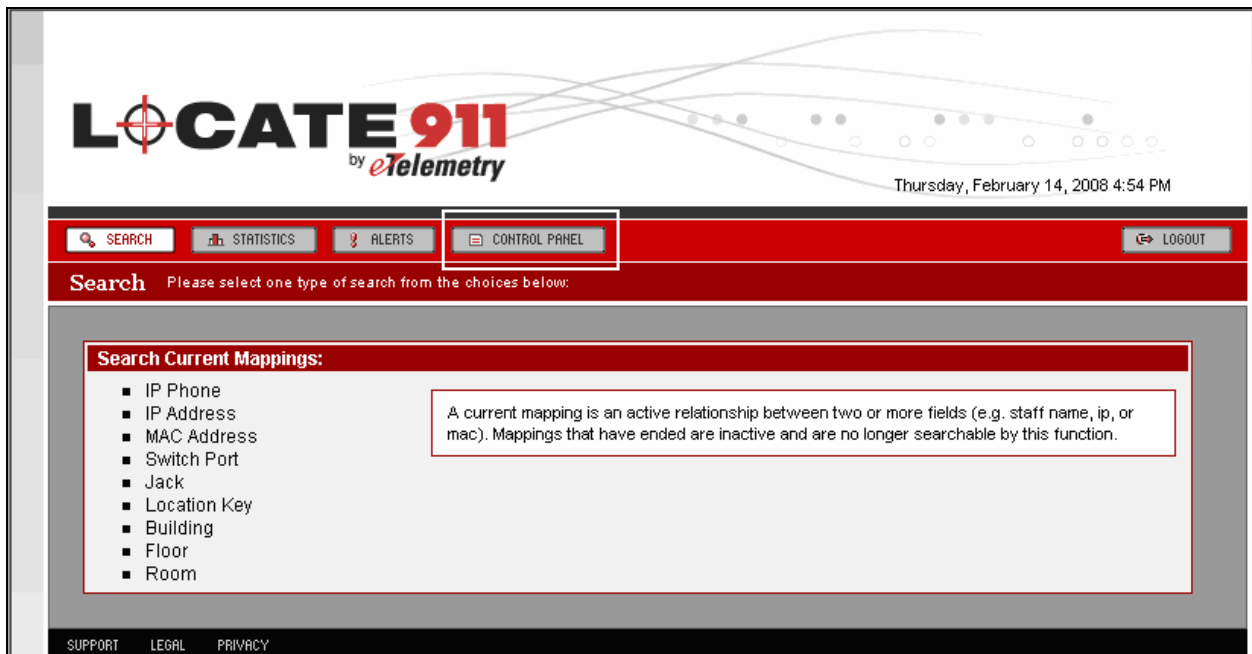 LOCATE 911
by eTelemetry
Thursday, February 14, 2008 4:54 PM
SEARCH STATISTICS ALERTS CONTROL PANEL LOGOUT
Search Please select one type of search from the choices below:
Search Current Mappings:
IP Phone
IP Address
MAC Address
Switch Port
Jack
Location Key
Building
Floor
Room
A current mapping is an active relationship between two or more fields (e.g. staff name, ip, or
mac). Mappings that have ended are inactive and are no longer searchable by this function.
SUPPORT LEGAL PRIVACY